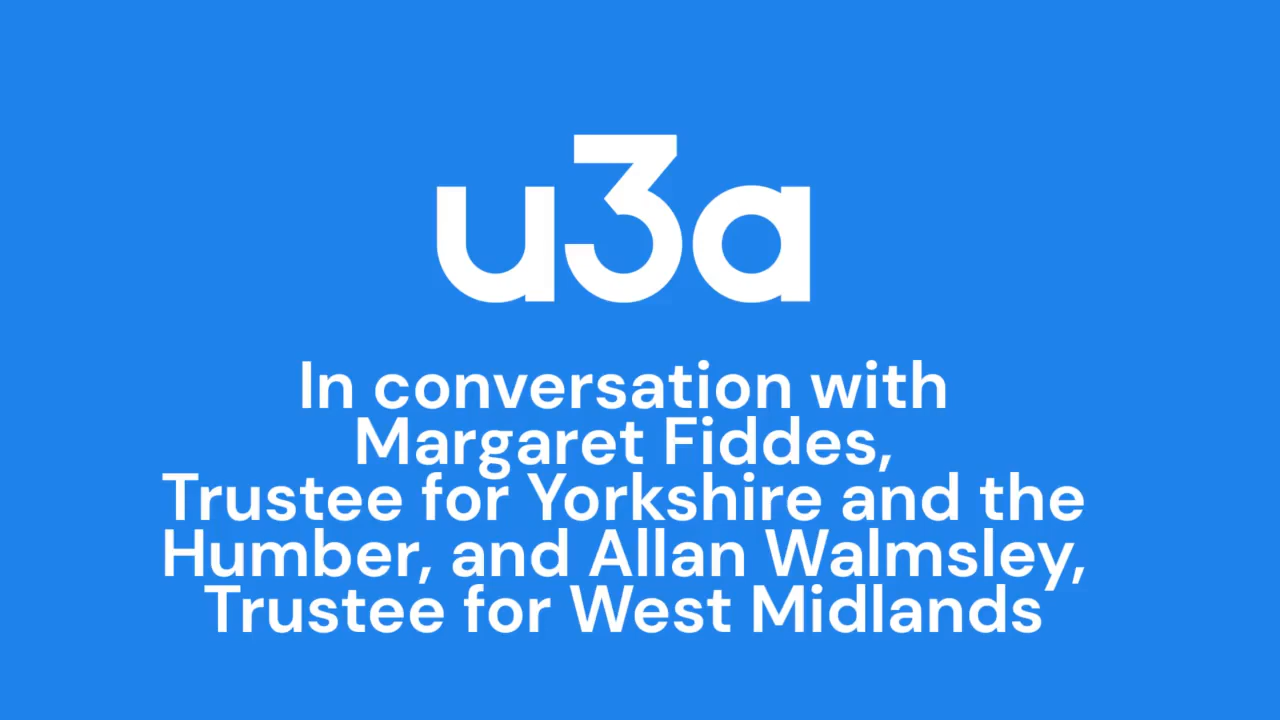 u3a
In conversation with
Margaret Fiddes,
Trustee for Yorkshire and the
Humber, and Allan Walmsley,
Trustee for West Midlands